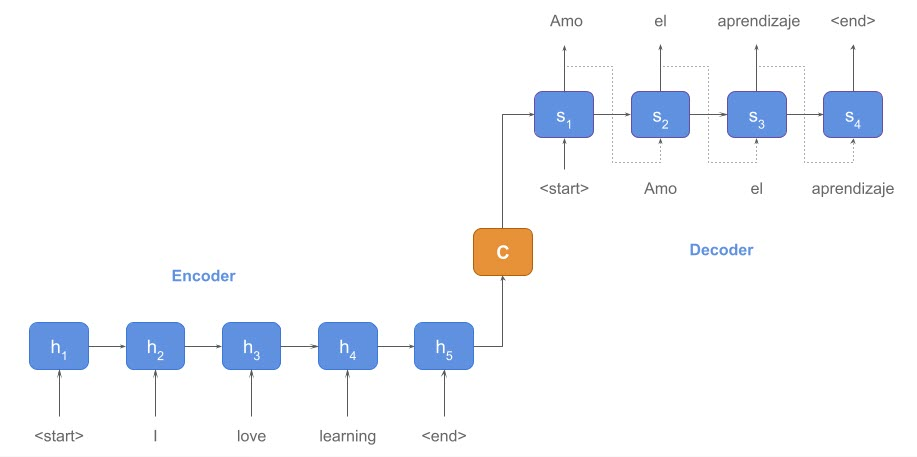 Amo el aprendizaje <end>
s1 s2 s3 s4
<start> Amo el aprendizaje
C
Decoder
Encoder
h1 h2 h3 h4 h5
<start> I love learning <end>